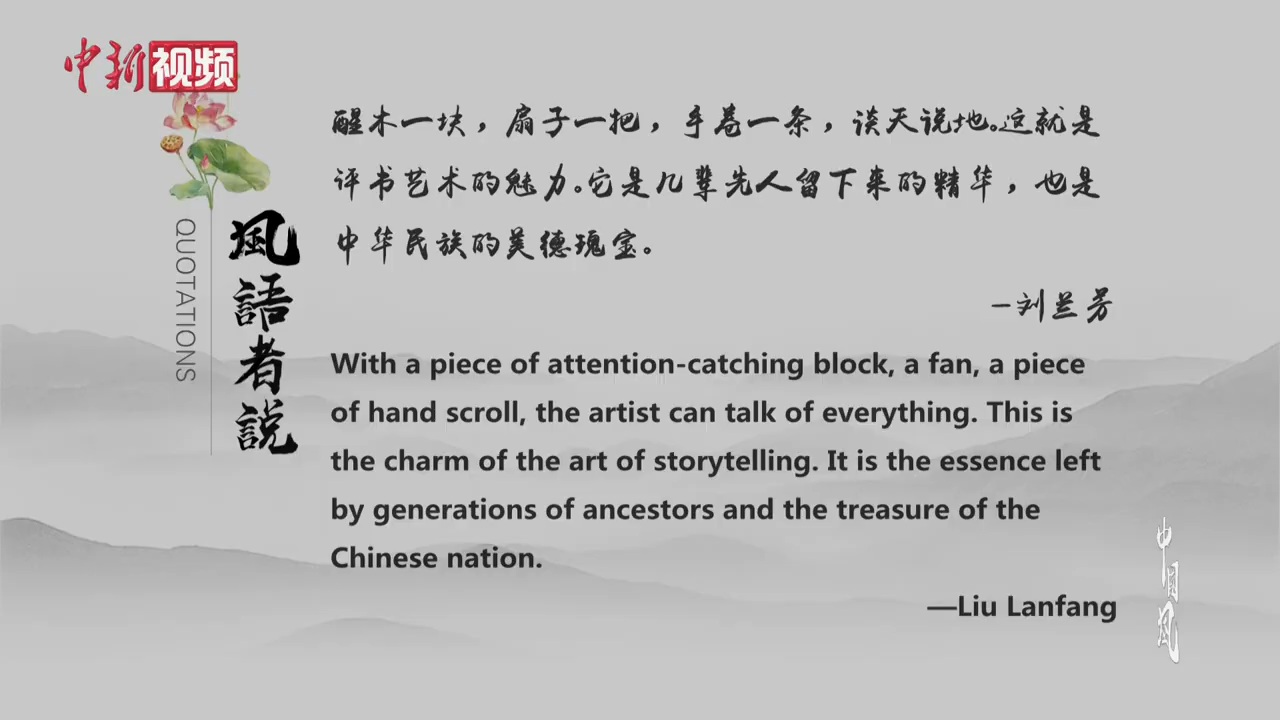 中新视频
QUOTATIONS
風語者說
醒木一块，扇子一把，手卷一条，谈天说地。这就是
评书艺术的魅力。它是几辈先人留下来的精华，也是
中华民族的美德瑰宝。
—刘兰芳
With a piece of attention-catching block, a fan, a piece
of hand scroll, the artist can talk of everything. This is
the charm of the art of storytelling. It is the essence left
by generations of ancestors and the treasure of the
Chinese nation.
—Liu Lanfang
中国风